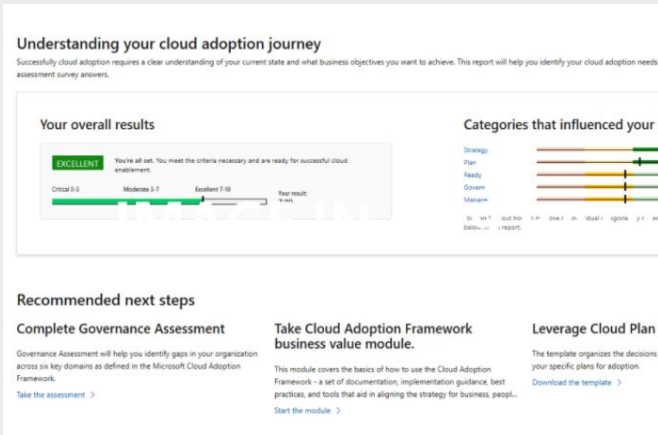 Understanding your cloud adoption journey
Successfully cloud adoption requires a clear understanding of your current state and what business objectives you want to achieve. This report will help you identify your cloud adoption needs
assessment survey answers.
Your overall results
EXCELLENT
You're all set. You meet the criteria necessary and are ready for successful cloud
enablement.
Critical 0-3 Moderate 3-7 Excellent 7-10
Your result:
Categories that influenced your
Strategy
Plan
Ready
Govern
Manage
report.
Recommended next steps
Complete Governance Assessment
Governance Assessment will help you identify gaps in your organization
across six key domains as defined in the Microsoft Cloud Adoption
Framework.
Take the assessment >
Take Cloud Adoption Framework
business value module.
This module covers the basics of how to use the Cloud Adoption
Framework - a set of documentation, implementation guidance, best
practices, and tools that aid in aligning the strategy for business, peopl...
Start the module >
Leverage Cloud Plan
The template organizes the decisions
your specific plans for adoption.
Download the template >